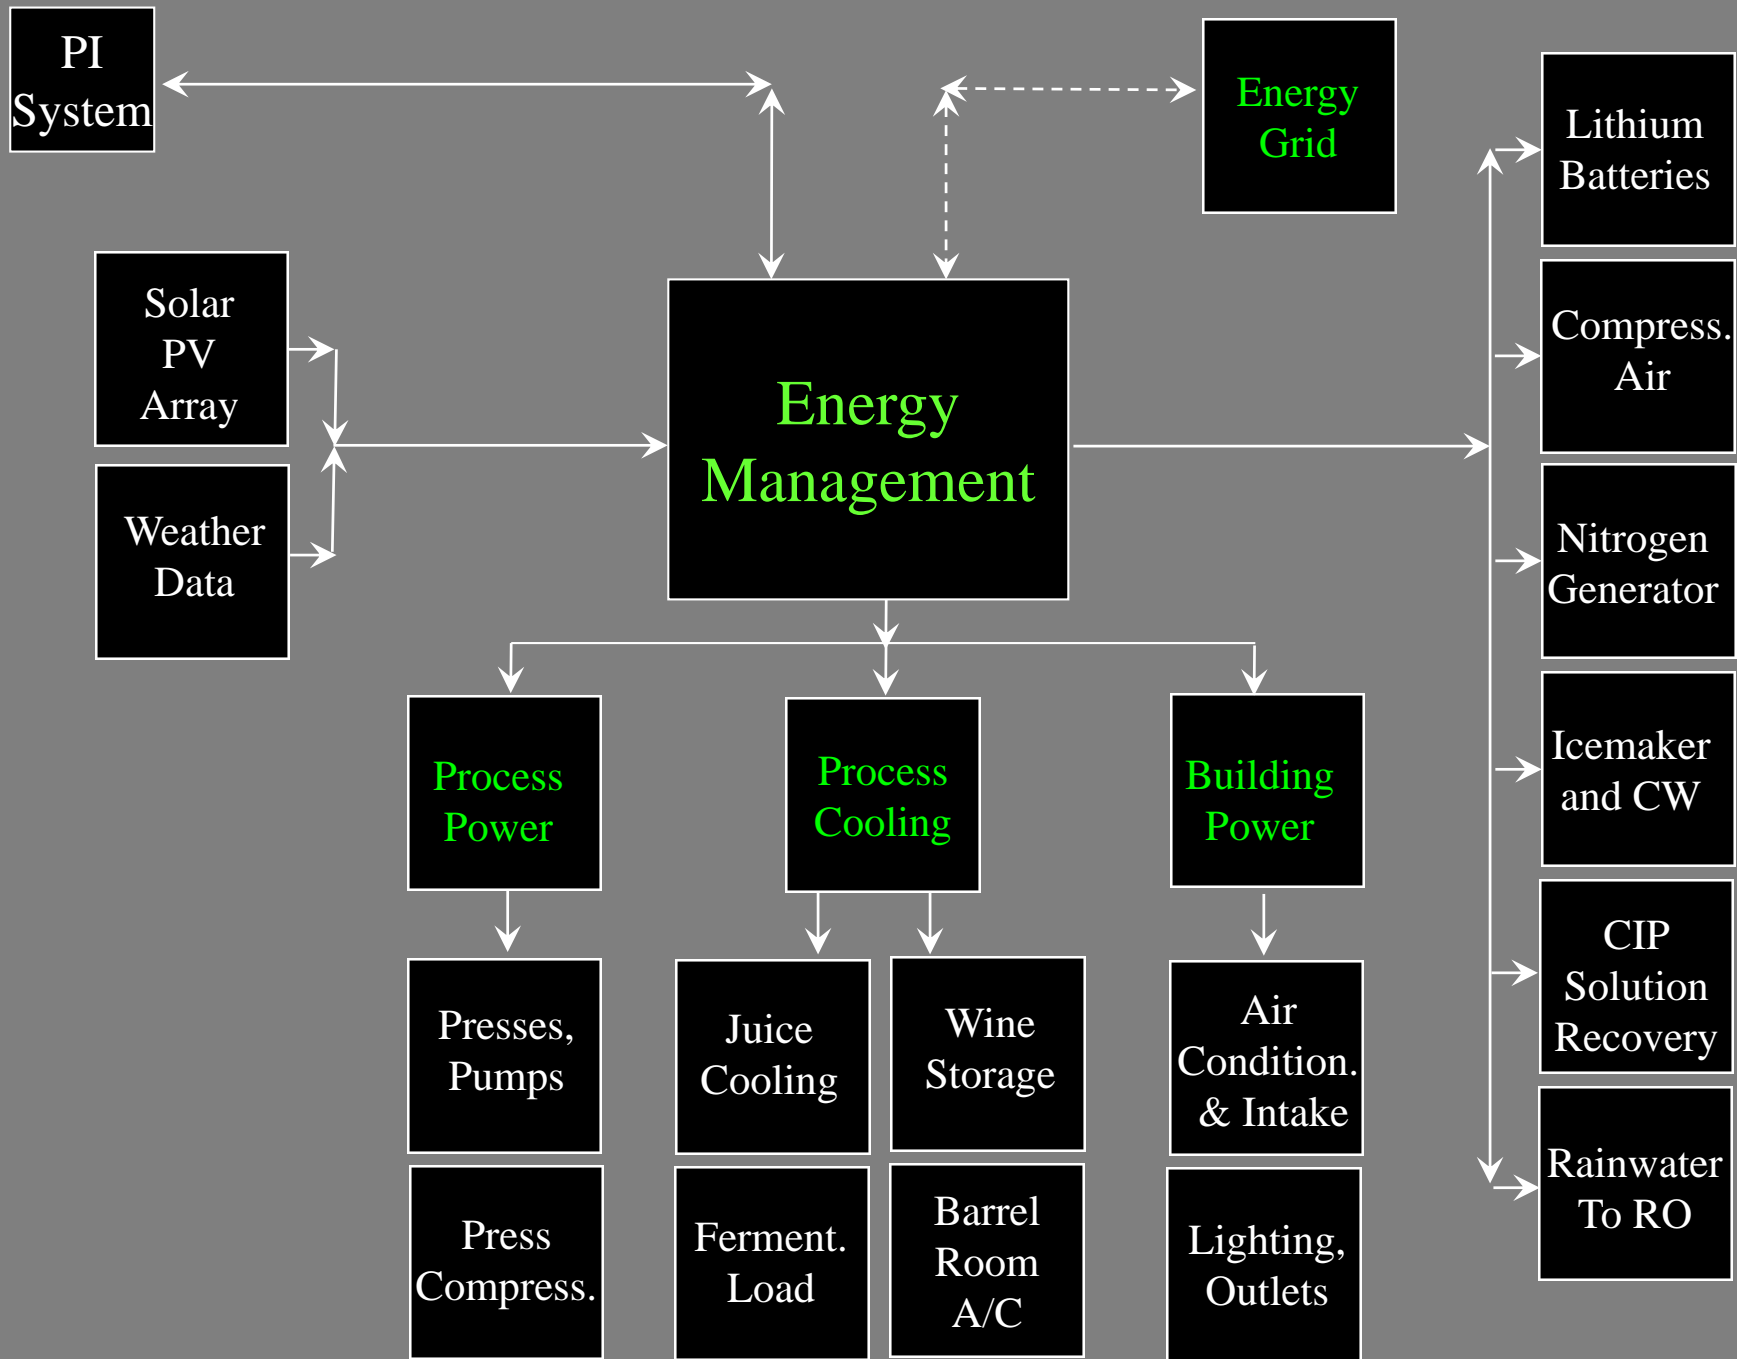 PI
System
Energy
Grid
Lithium
Batteries
Solar
PV
Array
Compress.
Air
Energy
Management
Weather
Data
Nitrogen
Generator
Process
Power
Process
Cooling
Building
Power
Icemaker
and CW
Presses,
Pumps
Juice
Cooling
Wine
Storage
Air
Condition.
& Intake
CIP
Solution
Recovery
Press
Compress.
Ferment.
Load
Barrel
Room
A/C
Lighting,
Outlets
Rainwater
To RO